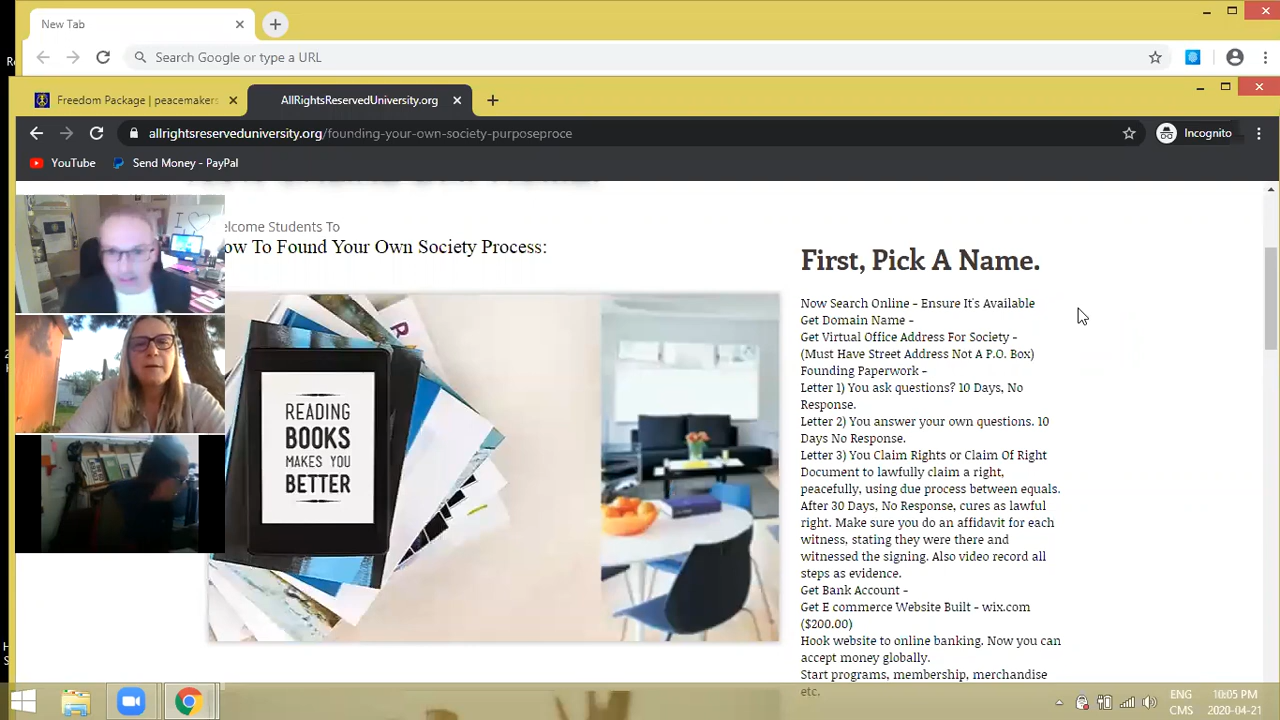 New Tab
Search Google or type a URL
Freedom Package | peacemakers
AllRightsReservedUniversity.org
allrightsreserveduniversity.org/founding-your-own-society-purposeproce
Incognito
YouTube
Send Money - PayPal
elcome Students To
ow To Found Your Own Society Process:
READING
BOOKS
MAKES YOU
BETTER
First, Pick A Name.
Now Search Online - Ensure It's Available
Get Domain Name -
Get Virtual Office Address For Society -
(Must Have Street Address Not A P.O. Box)
Founding Paperwork -
Letter 1) You ask questions? 10 Days, No
Response.
Letter 2) You answer your own questions. 10
Days No Response.
Letter 3) You Claim Rights or Claim Of Right
Document to lawfully claim a right,
peacefully, using due process between equals.
After 30 Days, No Response, cures as lawful
right. Make sure you do an affidavit for each
witness, stating they were there and
witnessed the signing. Also video record all
steps as evidence.
Get Bank Account -
Get E commerce Website Built - wix.com
($200.00)
Hook website to online banking. Now you can
accept money globally.
Start programs, membership, merchandise
etc.
ENG
CMS
10:05 PM
2020-04-21